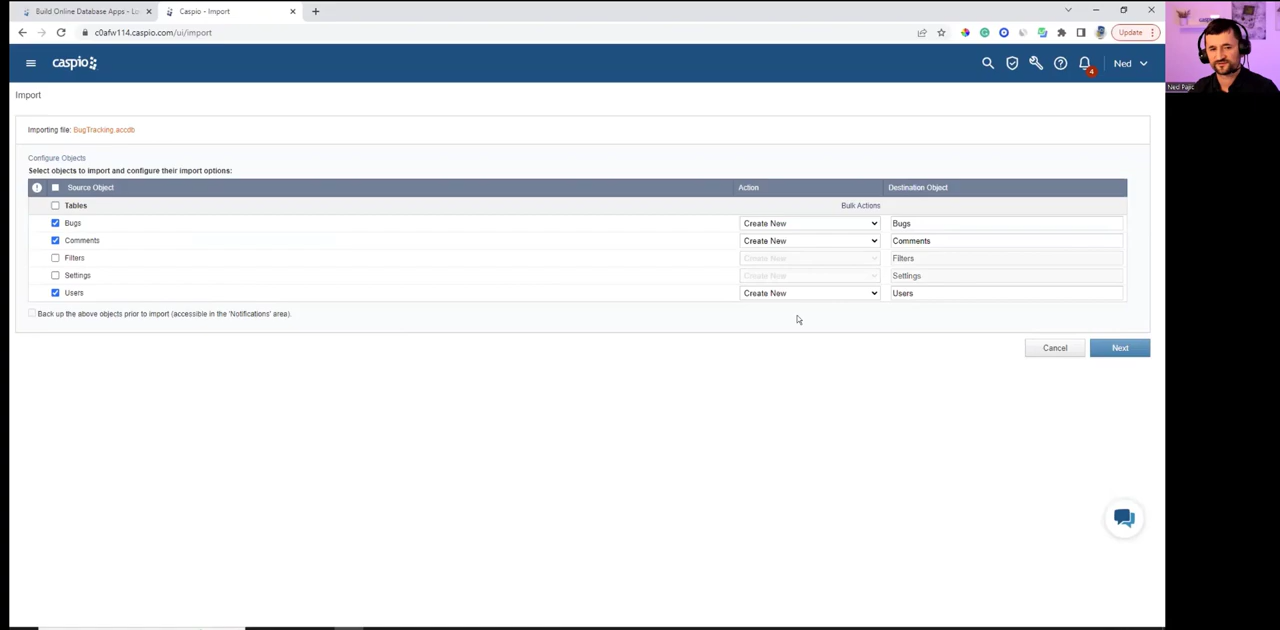 Build Online Database Apps - Lo
Caspio - Import
c0afw114.caspio.com/ui/import
Update
caspio
4
Ned
Ned Pajic
Import
Importing file: BugTracking.accdb
Configure Objects
Select objects to import and configure their import options:
Source Object Action Destination Object
Tables Bulk Actions
Bugs Create New Bugs
Comments Create New Comments
Filters Create New Filters
Settings Create New Settings
Users Create New Users
Back up the above objects prior to import (accessible in the 'Notifications' area).
Cancel Next